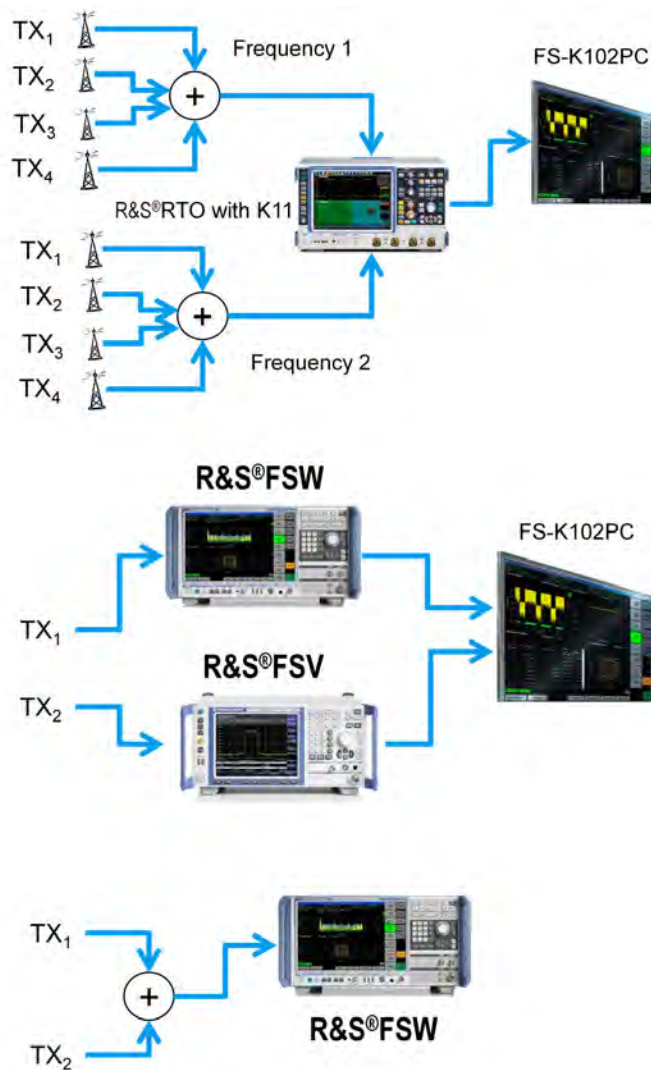 TX1
Frequency 1
FS-K102PC
TX2
TX3
TX4
R&S®RTO with K11
TX1
TX2
TX3
Frequency 2
TX4
R&S®FSW
FS-K102PC
TX1
R&S®FSV
TX2
TX1
TX2
R&S®FSW